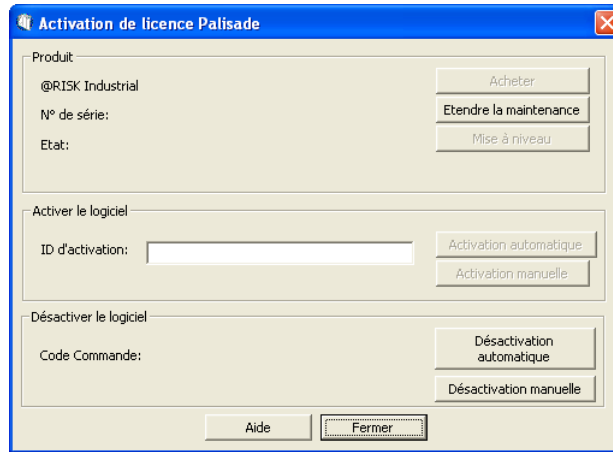 Activation de licence Palisade
Produit
@RISK Industrial
Acheter
N° de série:
Etendre la maintenance
Etat:
Mise à niveau
Activer le logiciel
ID d'activation:
Activation automatique
Activation manuelle
Désactiver le logiciel
Code Commande:
Désactivation
automatique
Désactivation manuelle
Aide
Fermer